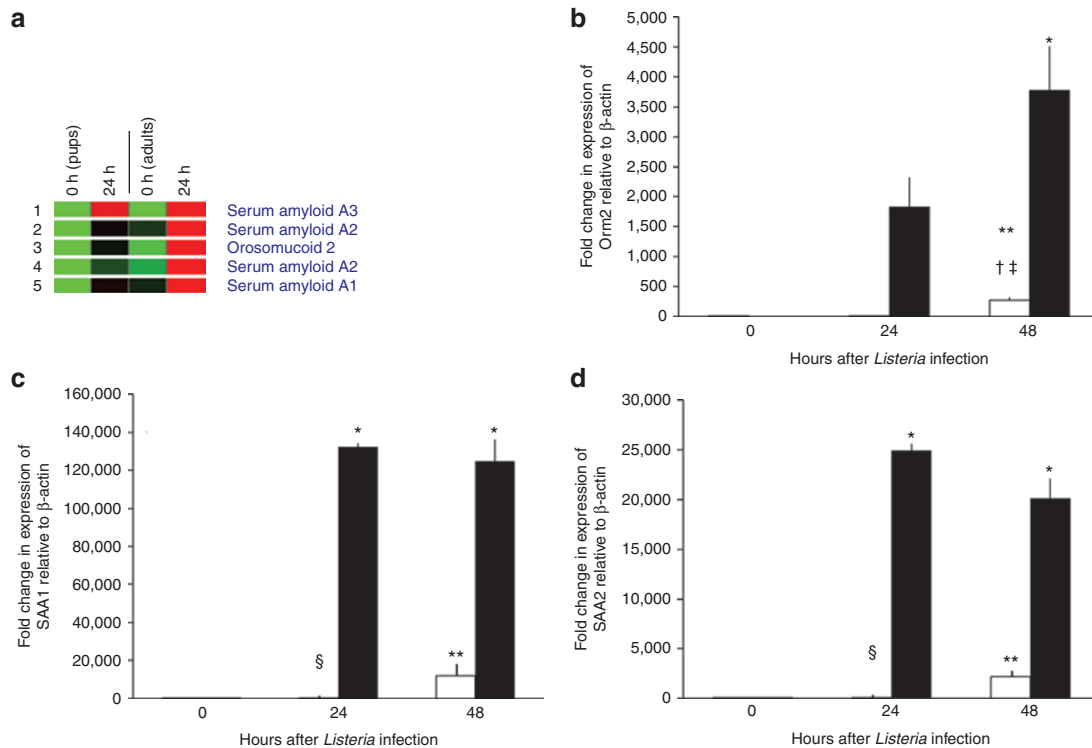 a
0 h (pups)
24 h
0 h (adults)
24 h
1 Serum amyloid A3
2 Serum amyloid A2
3 Orosomucoid 2
4 Serum amyloid A2
5 Serum amyloid A1
b
Fold change in expression of
Orm2 relative to β-actin
5,000
4,500
4,000
3,500
3,000
2,500
2,000
1,500
1,000
500
0
*
**
† ‡
0 24 48
Hours after Listeria infection
c
Fold change in expression of
SAA1 relative to β-actin
160,000
140,000
120,000
100,000
80,000
60,000
40,000
20,000
0
§
*
**
*
0 24 48
Hours after Listeria infection
d
Fold change in expression of
SAA2 relative to β-actin
30,000
25,000
20,000
15,000
10,000
5,000
0
§
*
**
*
0 24 48
Hours after Listeria infection